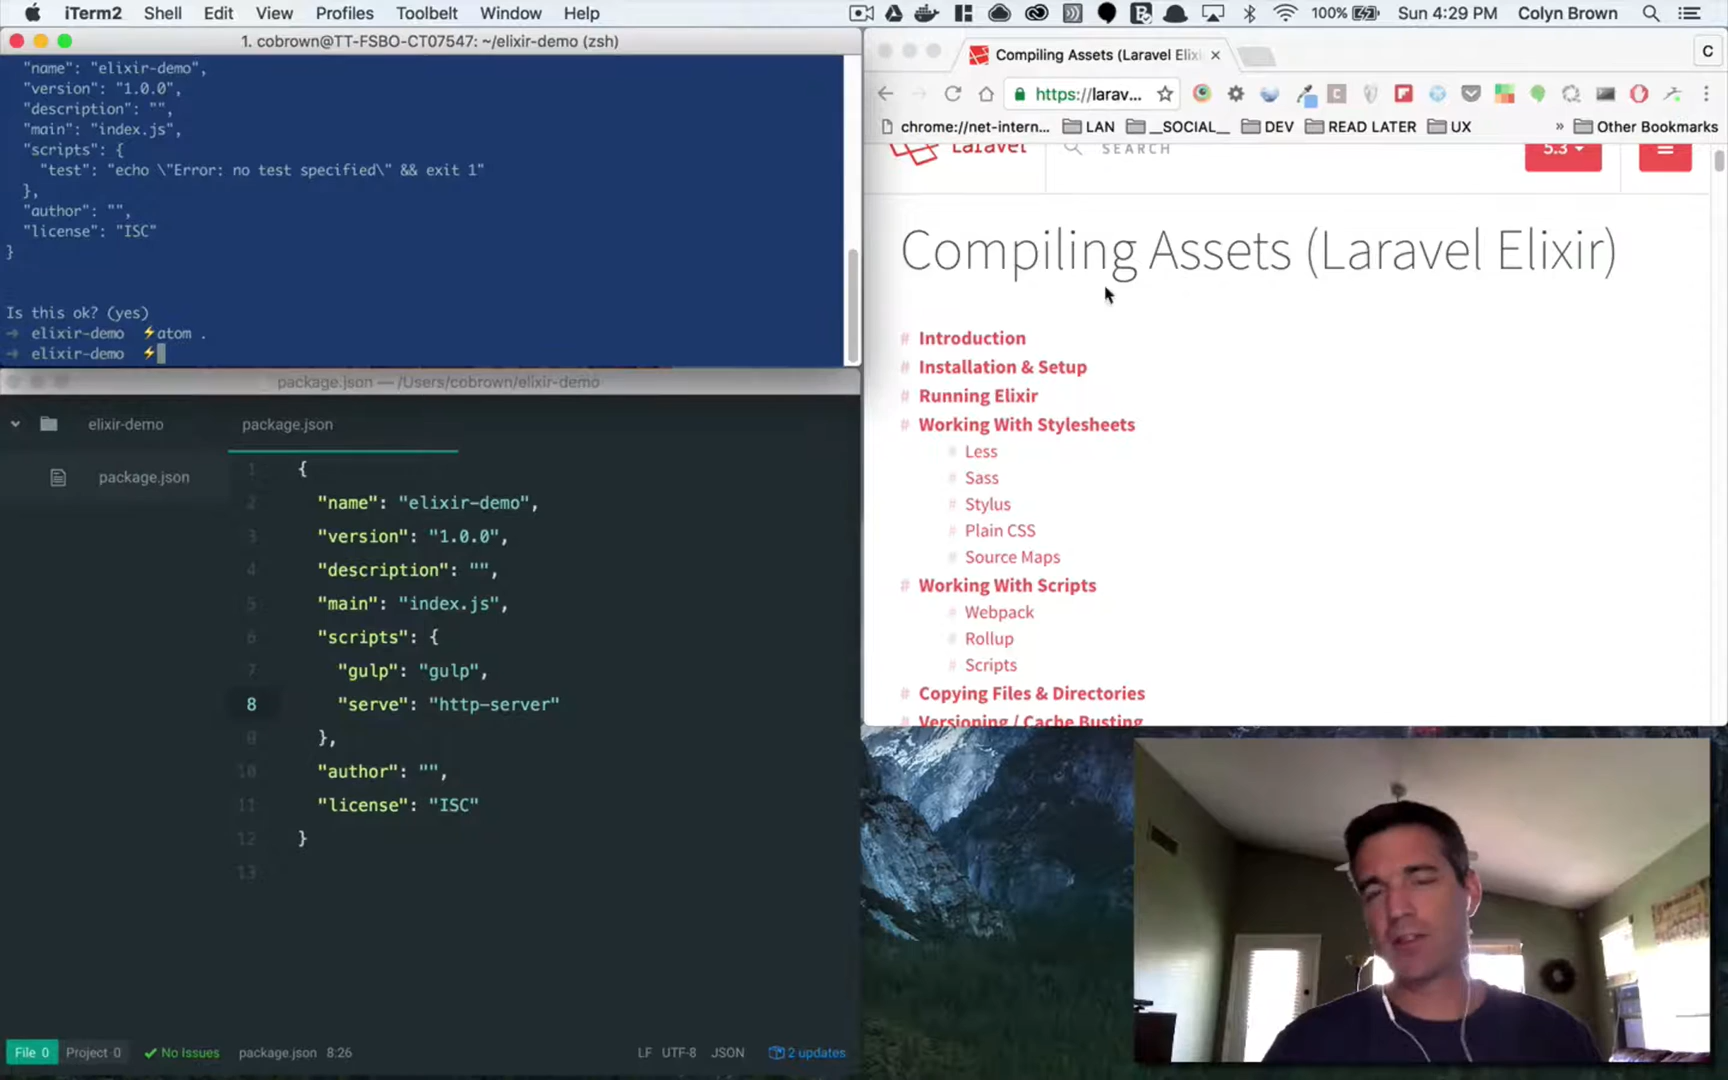 iTerm2 Shell Edit View Profiles Toolbelt Window Help 100% Sun 4:29 PM Colyn Brown
1. cobrown@TT-FSBO-CT07547: ~/elixir-demo (zsh)
"name": "elixir-demo",
"version": "1.0.0",
"description": "",
"main": "index.js",
"scripts": {
"test": "echo \"Error: no test specified\" && exit 1"
},
"author": "",
"license": "ISC"
}
Is this ok? (yes)
→ elixir-demo ⚡atom .
→ elixir-demo ⚡
package.json — /Users/cobrown/elixir-demo
elixir-demo
package.json
package.json
1 {
2 "name": "elixir-demo",
3 "version": "1.0.0",
4 "description": "",
5 "main": "index.js",
6 "scripts": {
7 "gulp": "gulp",
8 "serve": "http-server"
9 },
10 "author": "",
11 "license": "ISC"
12 }
13
File 0 Project 0 ✓ No Issues package.json 8:26 LF UTF-8 JSON 2 updates
Compiling Assets (Laravel Elixi × C
https://larav...
chrome://net-intern... LAN __SOCIAL__ DEV READ LATER UX » Other Bookmarks
Laravel SEARCH 5.3
Compiling Assets (Laravel Elixir)
# Introduction
# Installation & Setup
# Running Elixir
# Working With Stylesheets
# Less
# Sass
# Stylus
# Plain CSS
# Source Maps
# Working With Scripts
# Webpack
# Rollup
# Scripts
# Copying Files & Directories
# Versioning / Cache Busting